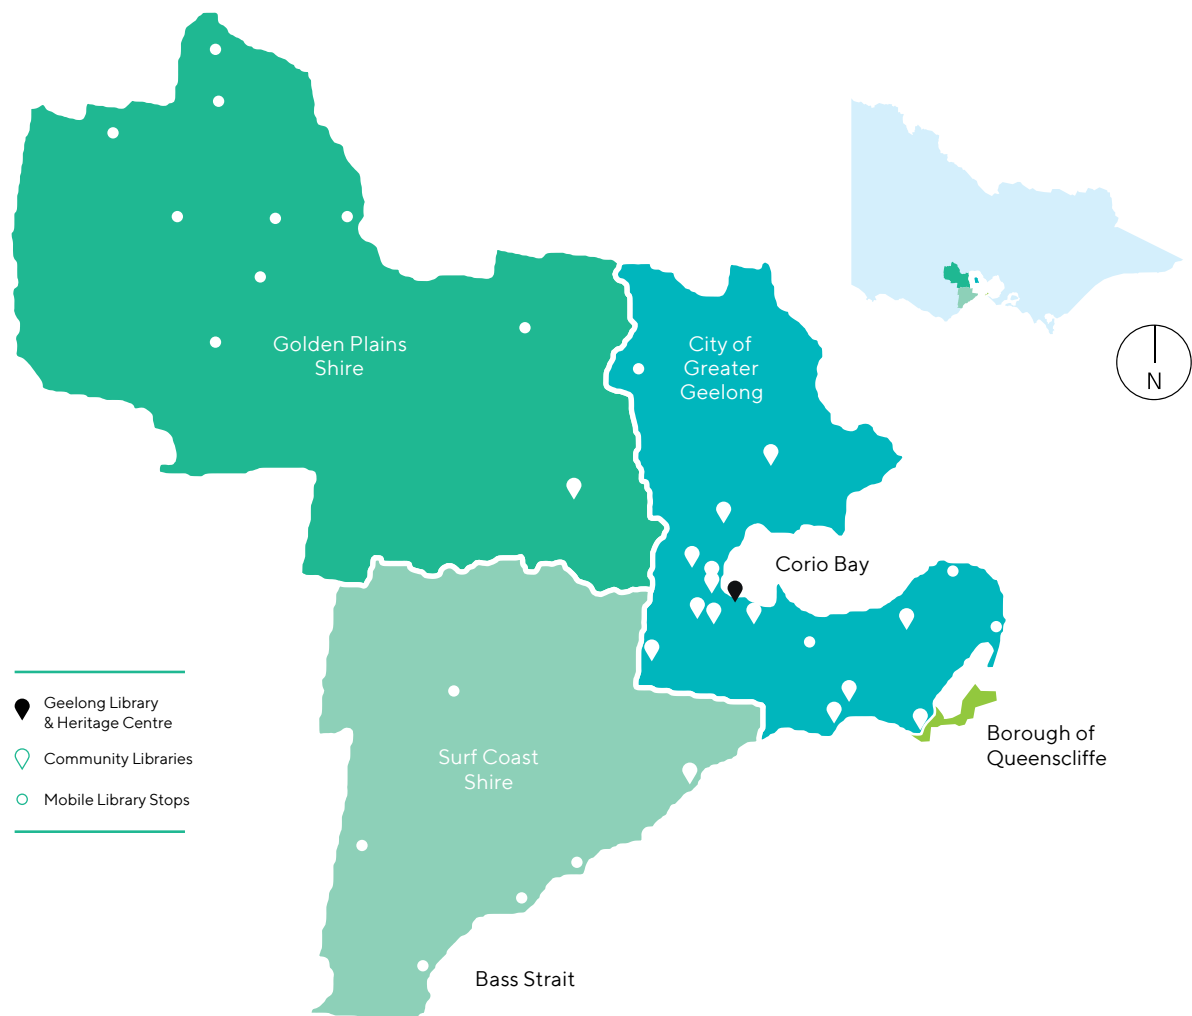 Golden Plains
Shire
City of
Greater
Geelong
N
Corio Bay
Geelong Library
& Heritage Centre
Community Libraries
Mobile Library Stops
Surf Coast
Shire
Borough of
Queenscliffe
Bass Strait